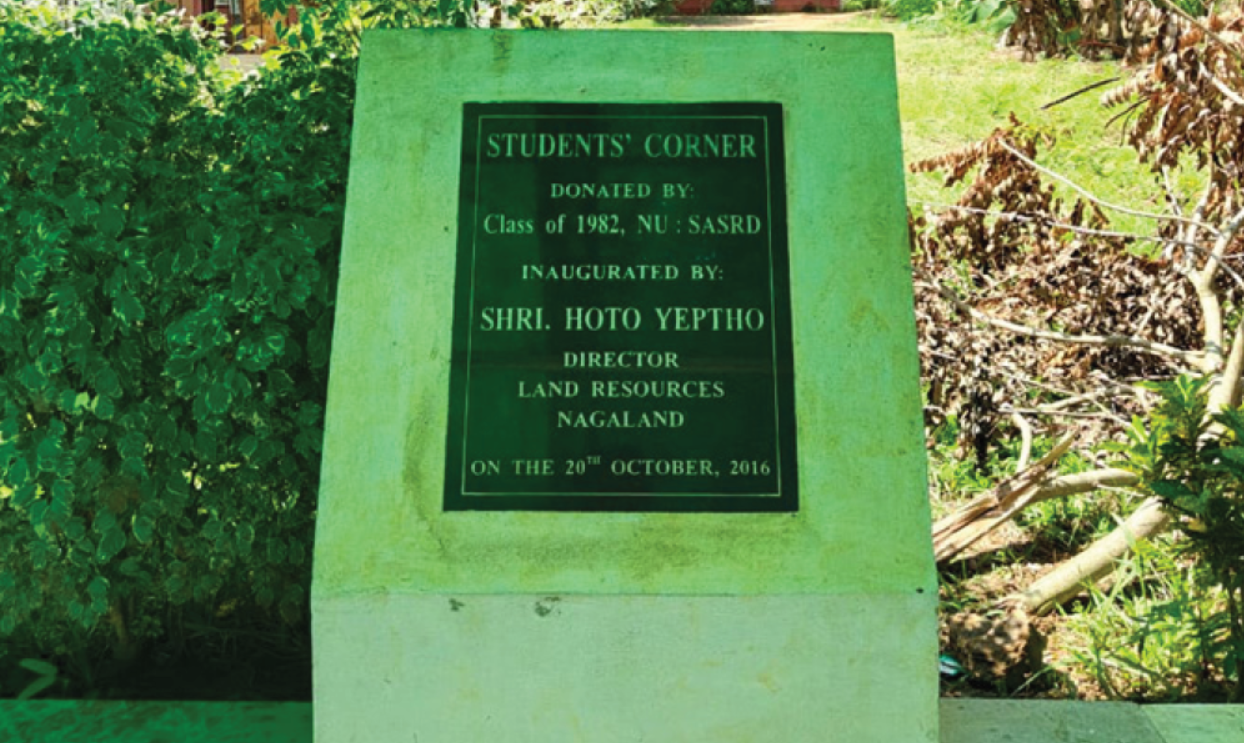 STUDENTS' CORNER
DONATED BY:
Class of 1982, NU : SASRD
INAUGURATED BY:
SHRI. HOTO YEPTHO
DIRECTOR
LAND RESOURCES
NAGALAND
ON THE 20TH OCTOBER, 2016